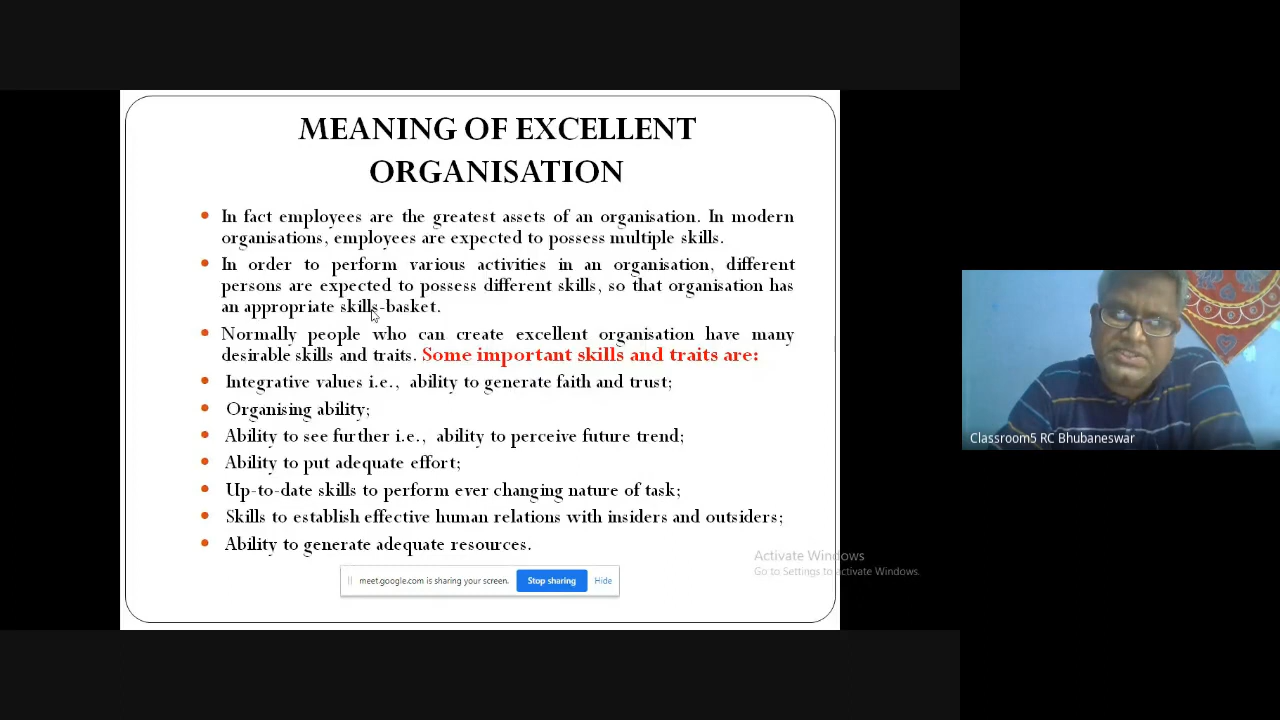 MEANING OF EXCELLENT
ORGANISATION
• In fact employees are the greatest assets of an organisation. In modern
organisations, employees are expected to possess multiple skills.
• In order to perform various activities in an organisation, different
persons are expected to possess different skills, so that organisation has
an appropriate skills-basket.
• Normally people who can create excellent organisation have many
desirable skills and traits. Some important skills and traits are:
• Integrative values i.e., ability to generate faith and trust;
• Organising ability;
• Ability to see further i.e., ability to perceive future trend;
• Ability to put adequate effort;
• Up-to-date skills to perform ever changing nature of task;
• Skills to establish effective human relations with insiders and outsiders;
• Ability to generate adequate resources.
meet.google.com is sharing your screen. Stop sharing Hide
Activate Windows
Go to Settings to activate Windows.
Classroom5 RC Bhubaneswar